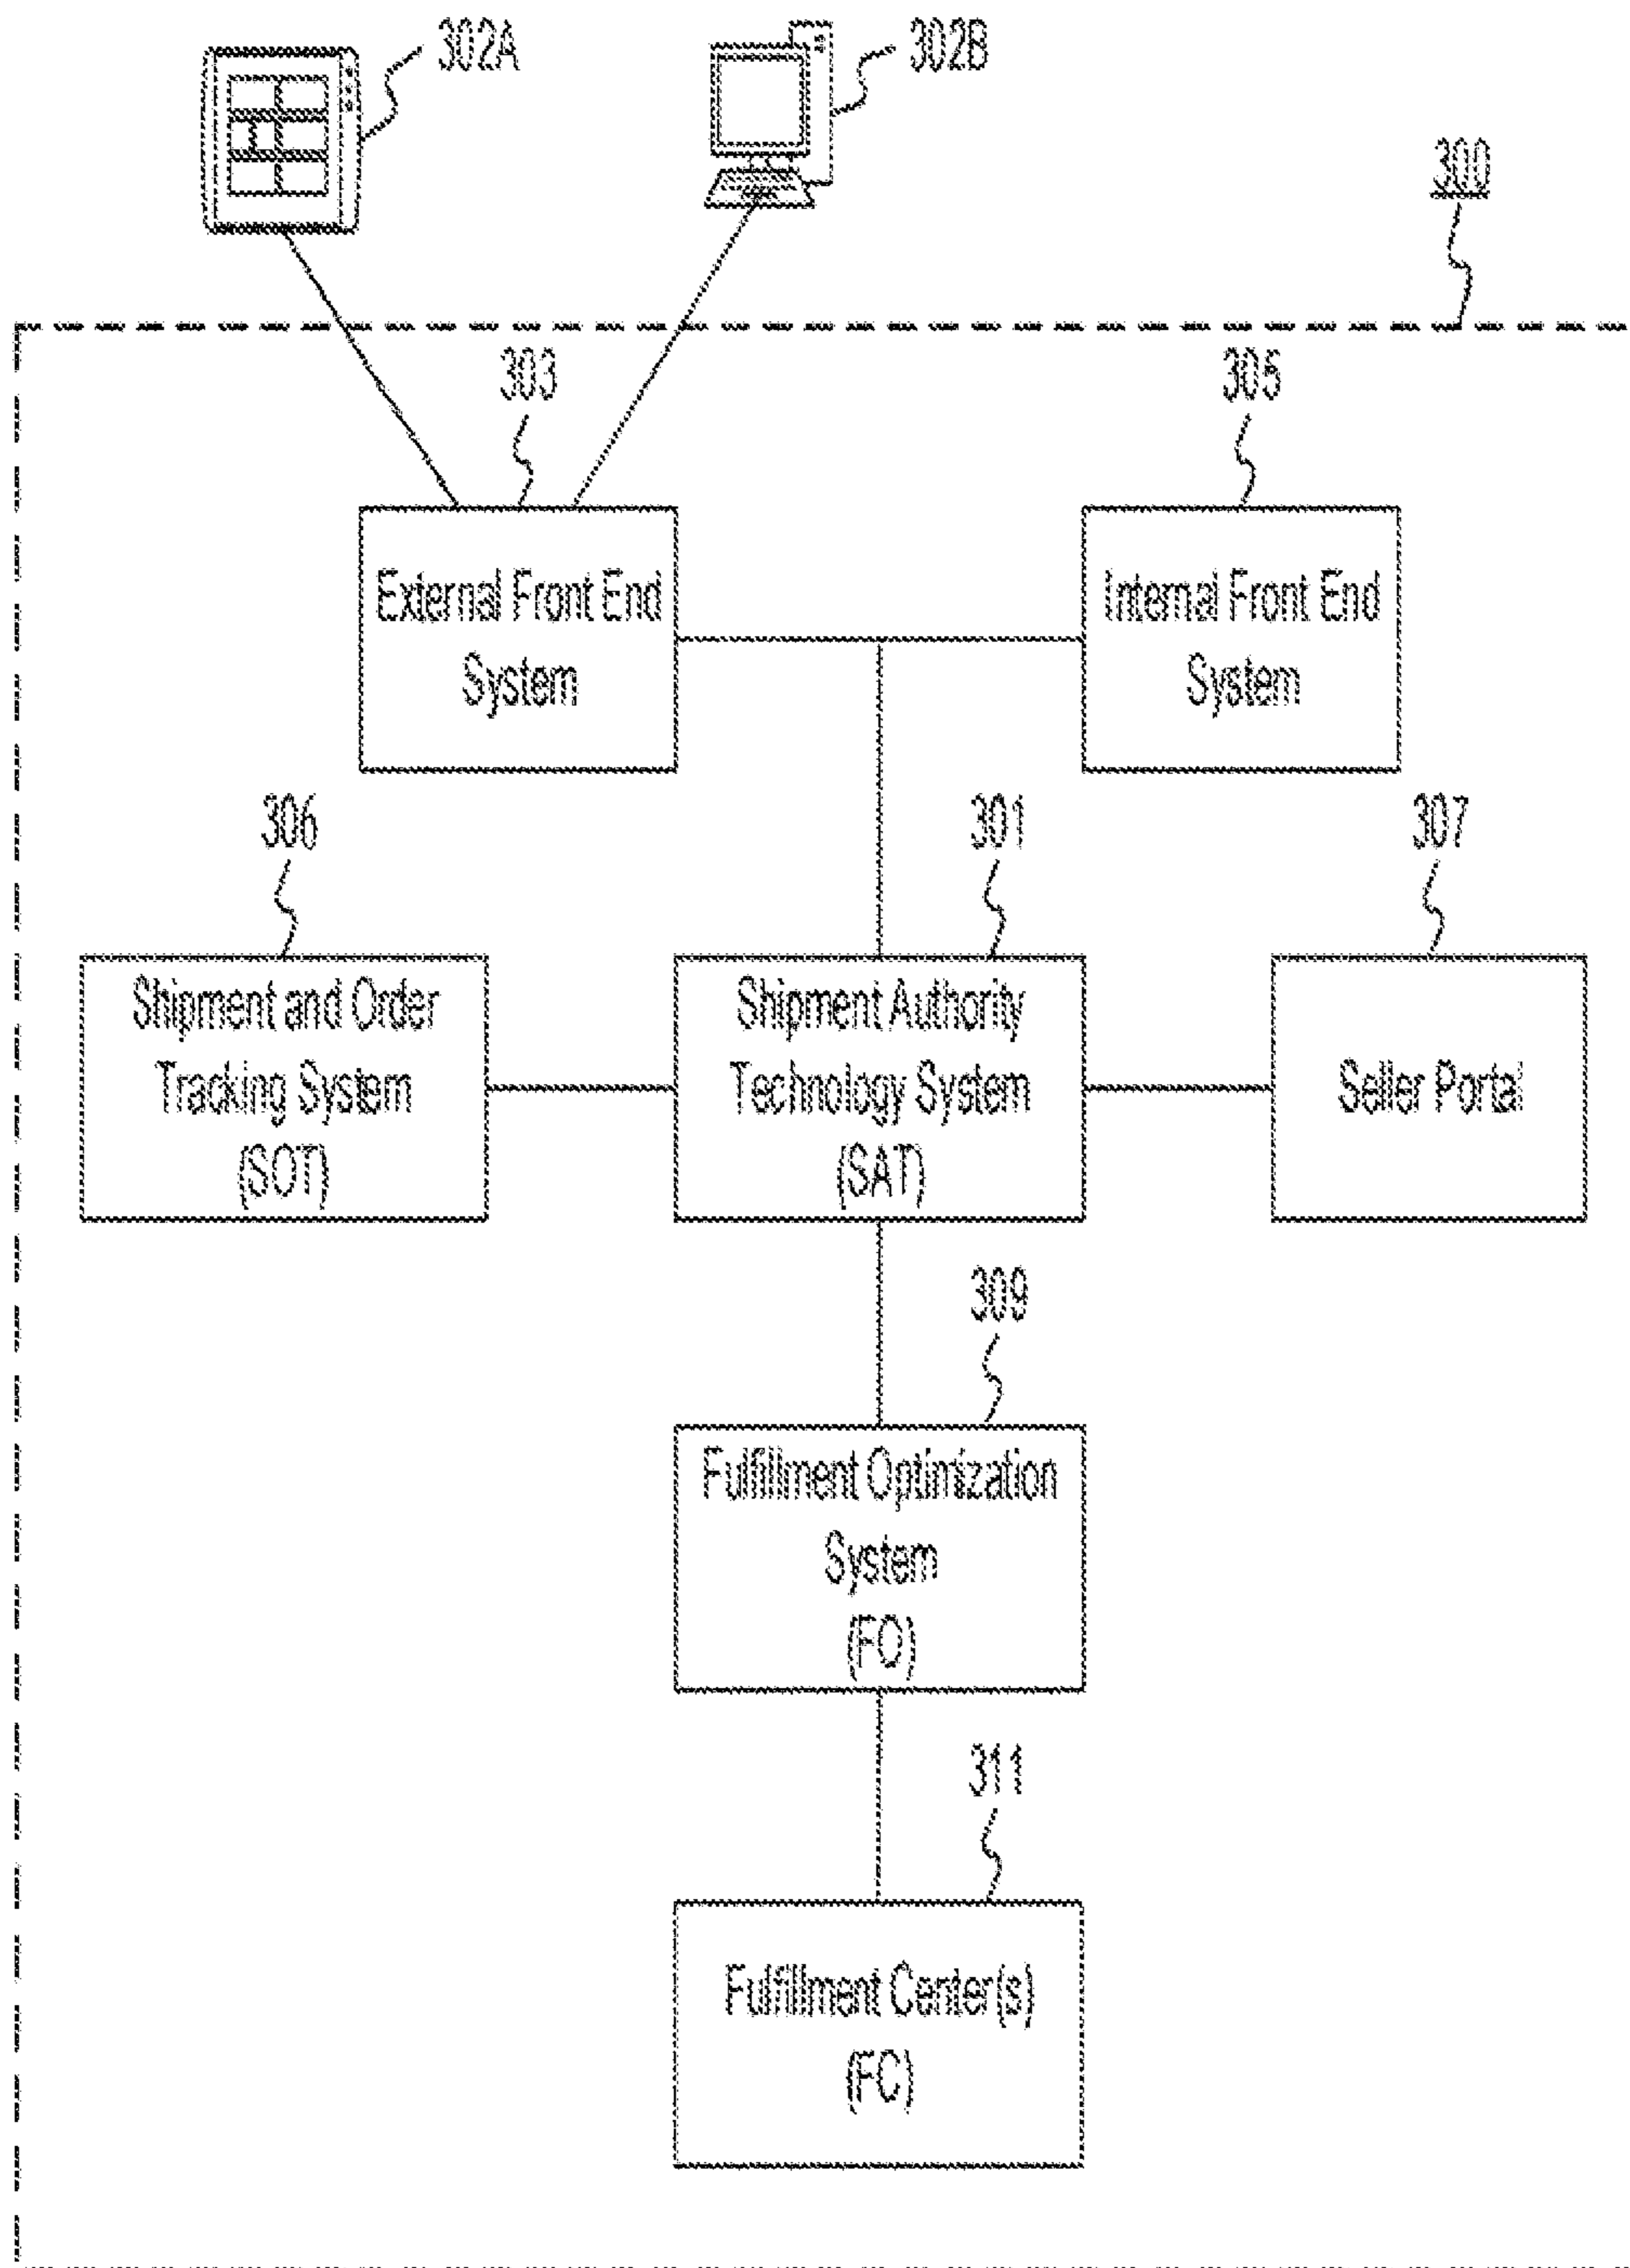 302A
302B
300
303
305
External Front End
System
Internal Front End
System
306
301
307
Shipment and Order
Tracking System
(SOT)
Shipment Authority
Technology System
(SAT)
Seller Portal
309
Fulfillment Optimization
System
(FO)
311
Fulfillment Center(s)
(FC)